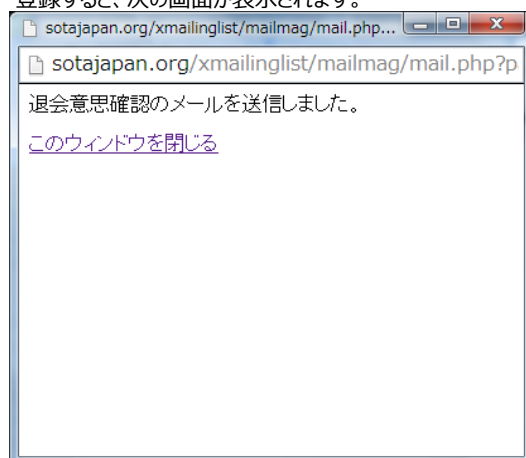 登録すると、次の画面が表示されます。
sotajapan.org/xmailinglist/mailmag/mail.php...
sotajapan.org/xmailinglist/mailmag/mail.php?p
退会意思確認のメールを送信しました。
このウィンドウを閉じる